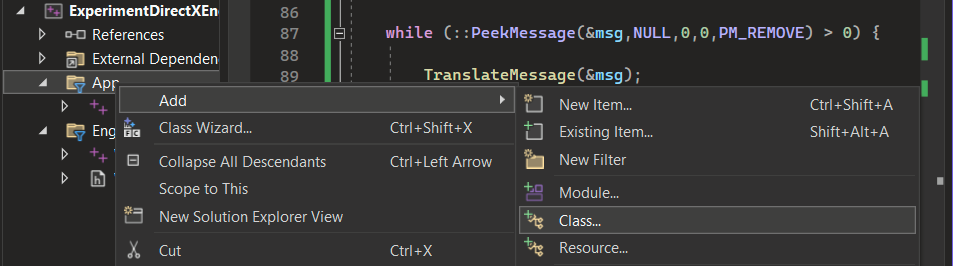 ExperimentDirectXEn
References
External Dependenc
App
Eng
86
87
88
89
while (::PeekMessage(&msg,NULL,0,0,PM_REMOVE) > 0) {
TranslateMessage(&msg);
Add
Class Wizard... Ctrl+Shift+X
Collapse All Descendants Ctrl+Left Arrow
Scope to This
New Solution Explorer View
Cut Ctrl+X
New Item... Ctrl+Shift+A
Existing Item... Shift+Alt+A
New Filter
Module...
Class...
Resource...